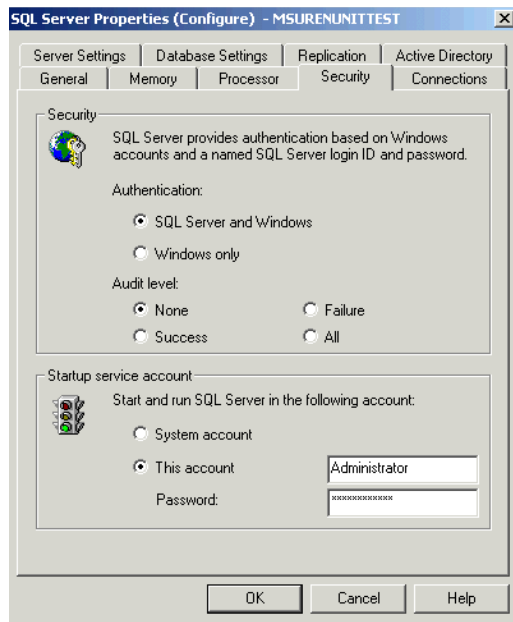 SQL Server Properties (Configure) - MSURENUNITTEST
Server Settings Database Settings Replication Active Directory
General Memory Processor Security Connections
Security
SQL Server provides authentication based on Windows
accounts and a named SQL Server login ID and password.
Authentication:
SQL Server and Windows
Windows only
Audit level:
None Failure
Success All
Startup service account
Start and run SQL Server in the following account:
System account
This account Administrator
Password: ************
OK Cancel Help